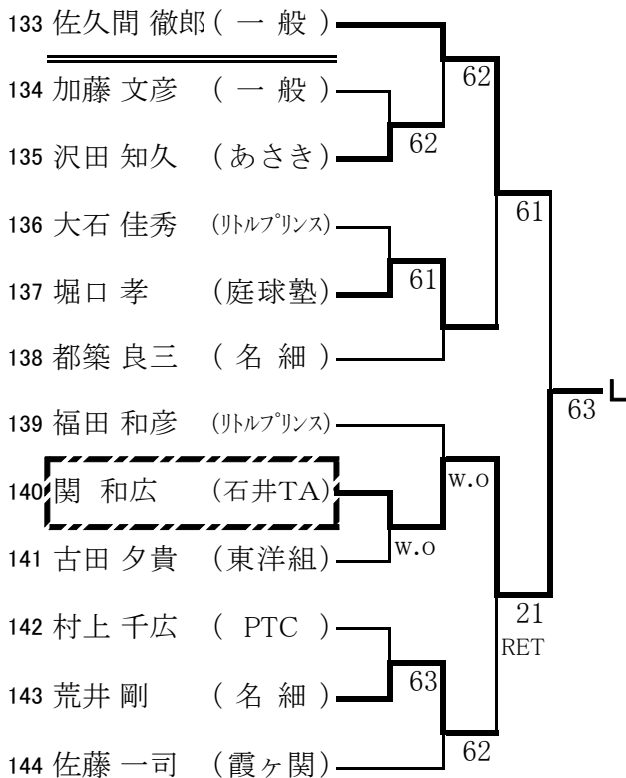 133 佐久間 徹郎 ( 一 般 )
62
134 加藤 文彦 ( 一 般 )
62
135 沢田 知久 (あさき)
61
136 大石 佳秀 (ﾘﾄﾙﾌﾟﾘﾝｽ)
61
137 堀口 孝 (庭球塾)
138 都築 良三 ( 名 細 )
63 L
139 福田 和彦 (ﾘﾄﾙﾌﾟﾘﾝｽ)
w.o
140 関 和広 (石井TA)
w.o
141 古田 夕貴 (東洋組)
21
142 村上 千広 ( PTC )
RET
63
143 荒井 剛 ( 名 細 )
62
144 佐藤 一司 (霞ヶ関)